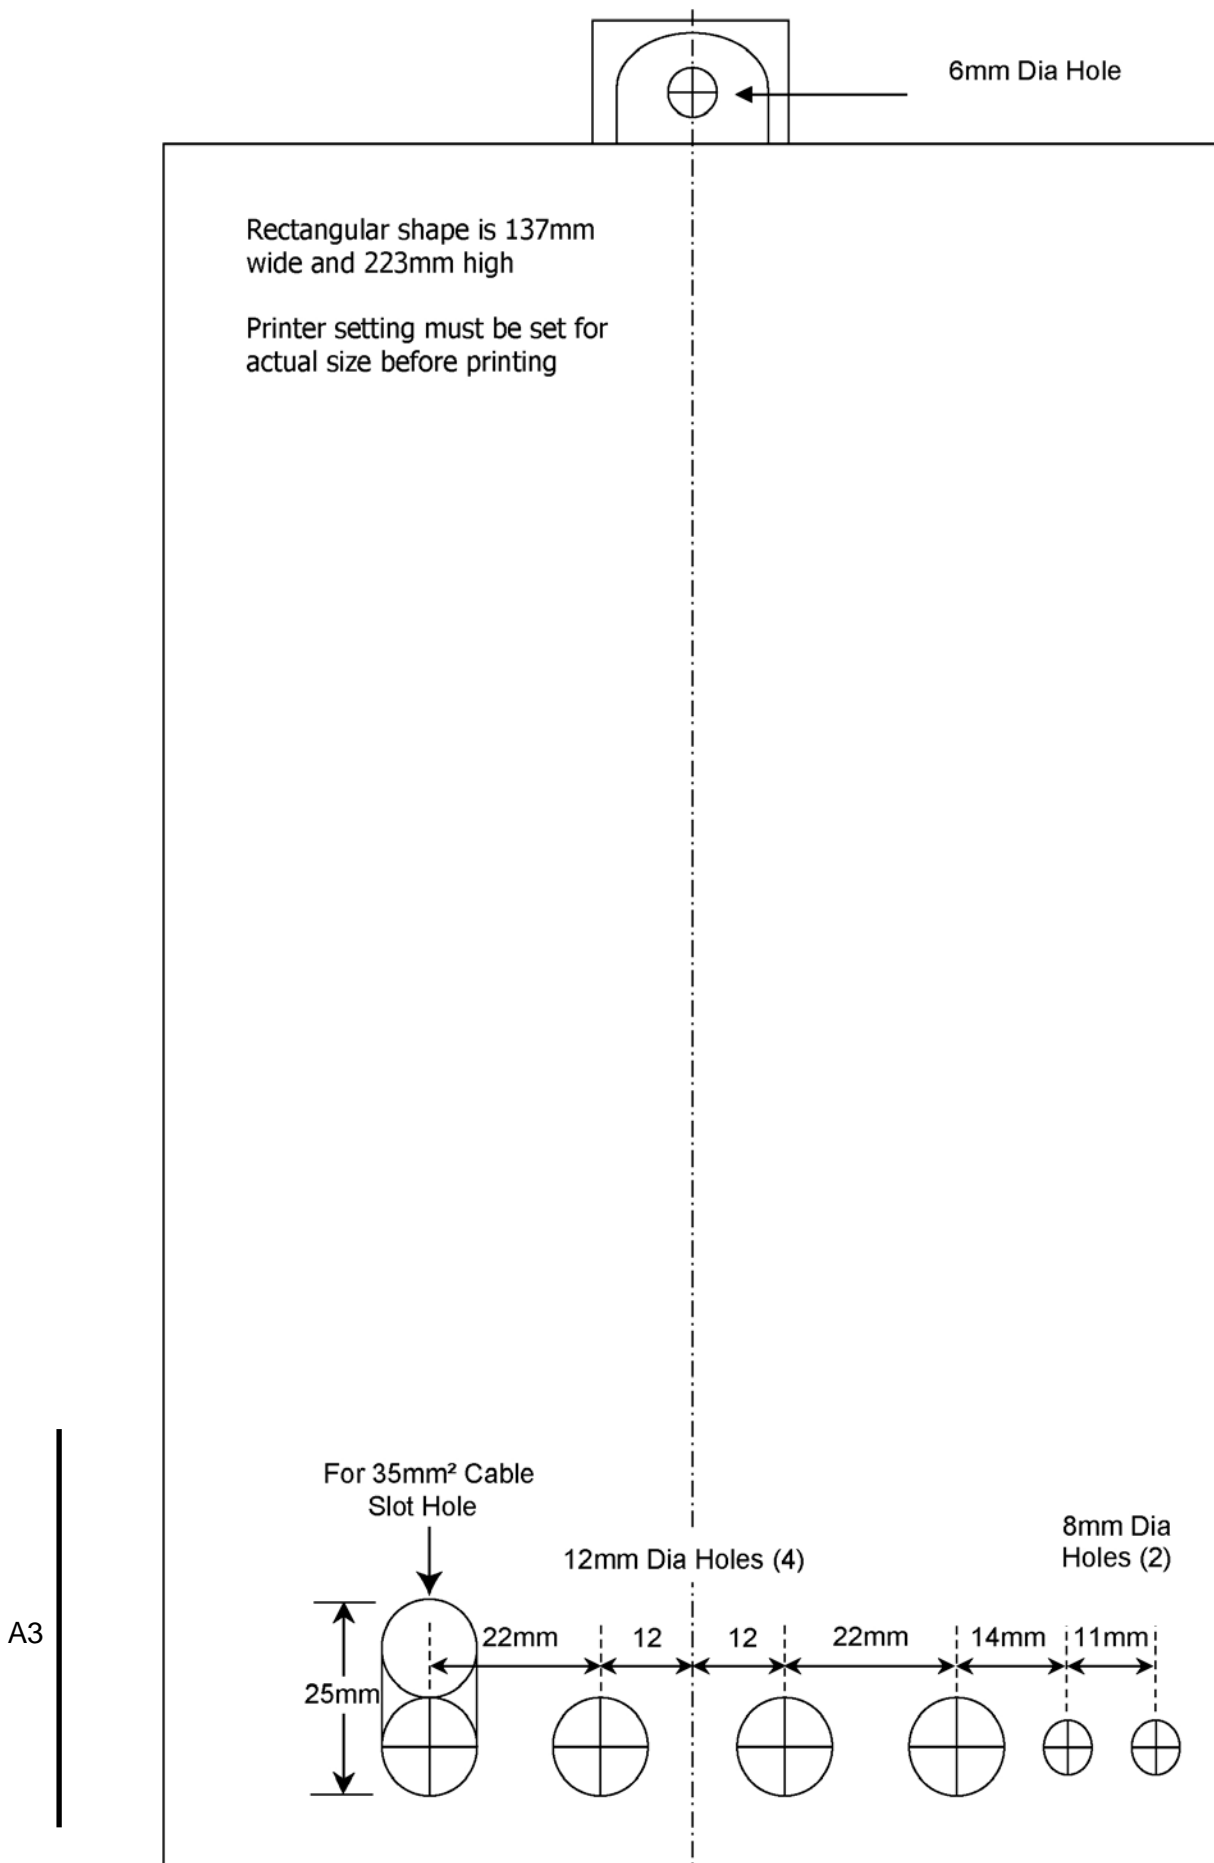 6mm Dia Hole
Rectangular shape is 137mm
wide and 223mm high
Printer setting must be set for
actual size before printing
For 35mm² Cable
Slot Hole
8mm Dia
Holes (2)
12mm Dia Holes (4)
A3
22mm
12
12
22mm
14mm
11mm
25mm